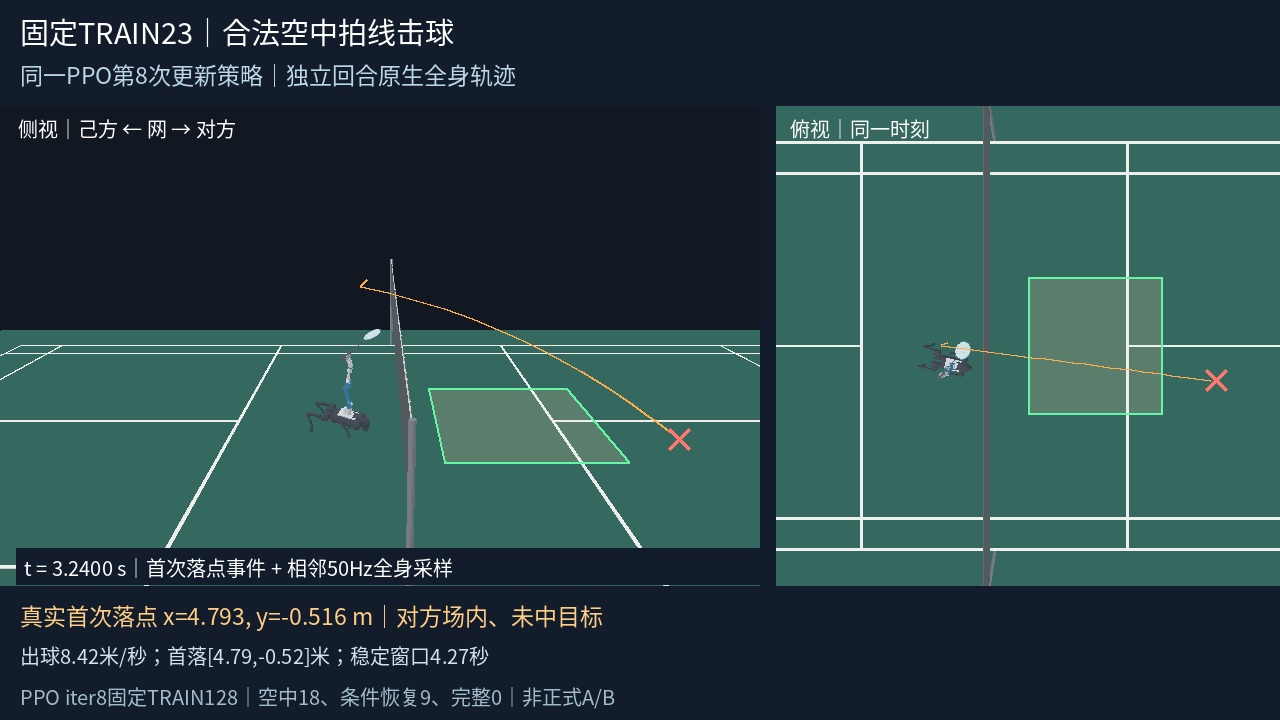 固定TRAIN23｜合法空中拍线击球
同一PPO第8次更新策略｜独立回合原生全身轨迹
侧视｜己方 ← 网 → 对方
俯视｜同一时刻
t = 3.2400 s｜首次落点事件 + 相邻50Hz全身采样
真实首次落点 x=4.793, y=-0.516 m｜对方场内、未中目标
出球8.42米/秒；首落[4.79,-0.52]米；稳定窗口4.27秒
PPO iter8固定TRAIN128｜空中18、条件恢复9、完整0｜非正式A/B